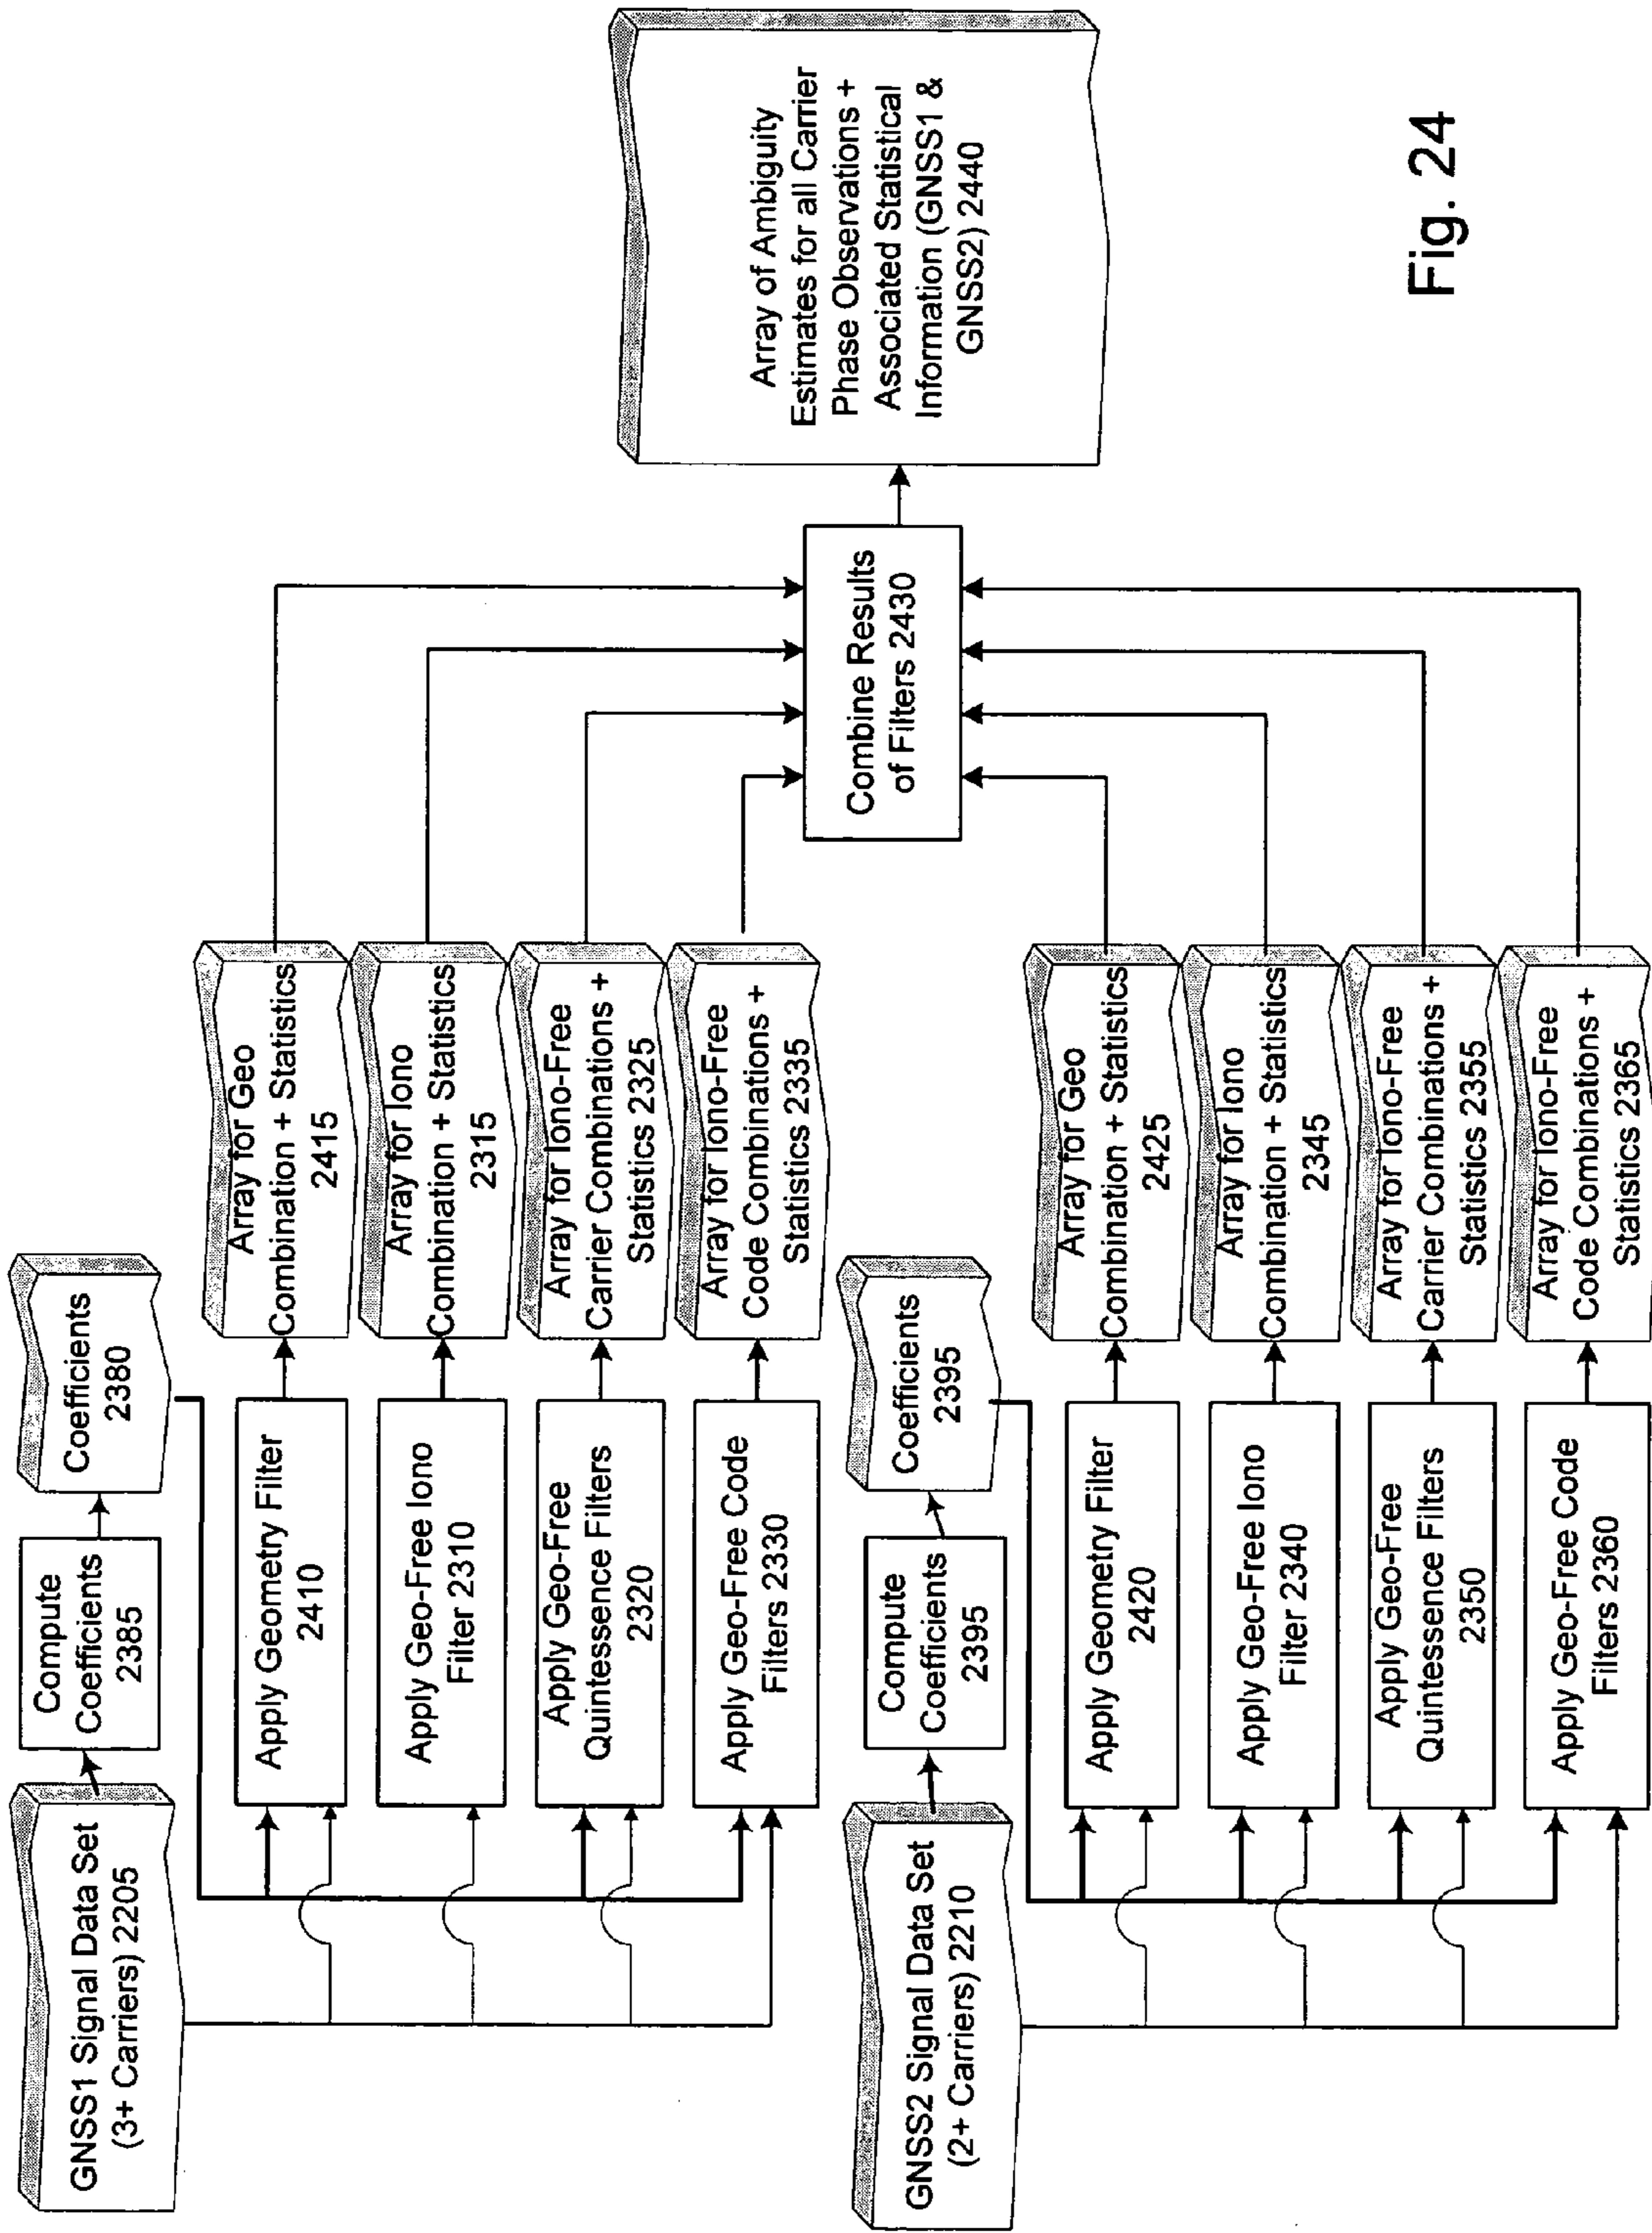 GNSS1 Signal Data Set
(3+ Carriers) 2205
Compute
Coefficients
2385
Coefficients
2380
Apply Geometry Filter
2410
Array for Geo
Combination + Statistics
2415
Apply Geo-Free Iono
Filter 2310
Array for Iono
Combination + Statistics
2315
Apply Geo-Free
Quintessence Filters
2320
Array for Iono-Free
Carrier Combinations +
Statistics 2325
Apply Geo-Free Code
Filters 2330
Array for Iono-Free
Code Combinations +
Statistics 2335
GNSS2 Signal Data Set
(2+ Carriers) 2210
Compute
Coefficients
2395
Coefficients
2395
Apply Geometry Filter
2420
Array for Geo
Combination + Statistics
2425
Apply Geo-Free Iono
Filter 2340
Array for Iono
Combination + Statistics
2345
Apply Geo-Free
Quintessence Filters
2350
Array for Iono-Free
Carrier Combinations +
Statistics 2355
Apply Geo-Free Code
Filters 2360
Array for Iono-Free
Code Combinations +
Statistics 2365
Combine Results
of Filters 2430
Array of Ambiguity
Estimates for all Carrier
Phase Observations +
Associated Statistical
Information (GNSS1 &
GNSS2) 2440
Fig. 24